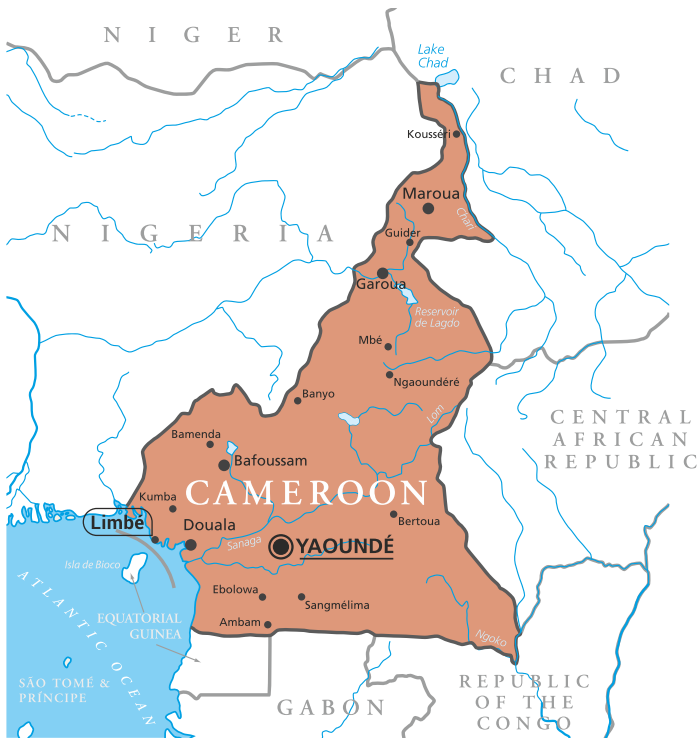 NIGER
Lake
Chad
CHAD
Kousséri
Maroua
Chari
NIGERIA
Guider
Garoua
Reservoir
de Lagdo
Mbé
Ngaoundéré
Banyo
Lom
CENTRAL
AFRICAN
REPUBLIC
Bamenda
Bafoussam
CAMEROON
Kumba
Limbé
Douala
Bertoua
YAOUNDÉ
Sanaga
Isla de Bioco
ATLANTIC OCEAN
Ebolowa
Sangmélima
EQUATORIAL
GUINEA
Ambam
Ngoko
SÃO TOMÉ &
PRÍNCIPE
GABON
REPUBLIC
OF THE
CONGO